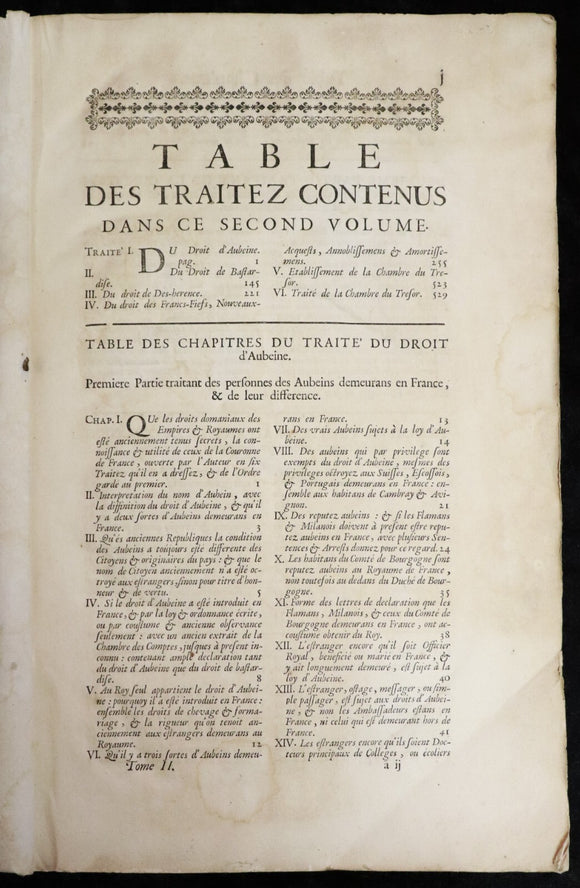 j
TABLE
DES TRAITEZ CONTENUS
DANS CE SECOND VOLUME.
TRAITE' I. DU Droit d'Aubeine.
pag. 1
II. Du Droit de Bastar-
dise. 145
III. Du droit de Des-herence. 221
IV. Du droit des Francs-Fiefs, Nouveaux-
Acquests, Annoblissemens & Amortisse-
mens. 255
V. Etablissement de la Chambre du Tre-
sor. 523
VI. Traité de la Chambre du Tresor. 529
TABLE DES CHAPITRES DU TRAITE' DU DROIT
d'Aubeine.
Premiere Partie traitant des personnes des Aubeins demeurans en France,
& de leur difference.
CHAP. I. QUe les droits domaniaux des
Empires & Royaumes ont
esté anciennement tenus secrets, la con-
noissance & utilité de ceux de la Couronne
de France, ouverte par l'Auteur en six
Traitez qu'il en a dressez, & de l'Ordre
garde au premier. 1
II. Interpretation du nom d'Aubein, avec
la diffinition du droit d'Aubeine, & qu'il
y a deux sortes d'Aubeins demeurans en
France. 3
III. Qu'és anciennes Republiques la condition
des Aubeins a toujours esté differente des
Citoyens & originaires du pays: & que le
nom de Citoyen anciennement n'a esté oc-
troyé aux estrangers, sinon pour titre d'hon-
neur & de vertu. 5
IV. Si le droit d'Aubeine a esté introduit en
France, & par la loy & ordonnance écrite,
ou par coustume & ancienne observance
seulement: avec un ancien extrait de la
Chambre des Comptes, jusques à present in-
connu: contenant ample declaration tant
du droit d'Aubeine que du droit de bastar-
dise. 8
V. Au Roy seul appartient le droit d'Aubei-
ne: pourquoy il a esté introduit en France:
ensemble les droits de chevage & forma-
riage, & la rigueur qu'on tenoit an-
ciennement aux estrangers demeurans au
Royaume. 12
VI. Qu'il y a trois sortes d'Aubeins demeu-
Tome II.
rans en France. 13
VII. Des vrais Aubeins sujets à la loy d'Au-
beine. 14
VIII. Des aubeins qui par privilege sont
exempts du droit d'Aubeine, mesmes des
privileges octroyez aux Suisses, Escossois,
& Portugais demeurans en France: en-
semble aux habitans de Cambray & Avi-
gnon. 21
IX. Des reputez aubeins: & si les Flamans
& Milanois doivent à present estre repu-
tez aubeins en France, avec plusieurs Sen-
tences & Arrests donnez pour ce regard. 24
X. Les habitans du Comté de Bourgogne sont
reputez aubeins au Royaume de France,
non toutefois au dedans du Duché de Bour-
gogne. 35
XI. Forme des lettres de declaration que les
Flamans, Milanois, & ceux du Comté de
Bourgogne demeurans en France, ont ac-
coustume obtenir du Roy. 38
XII. L'estranger encore qu'il soit Officier
Royal, beneficié ou marié en France, &
y ait longuement demeuré, est sujet à la
loy d'Aubeine. 40
XIII. L'estranger, ostage, messager, ou sim-
ple passager, est sujet aux droits d'Aubei-
ne, & non les Ambassadeurs estans en
France, ni celui qui est demeurant hors de
France. 41
XIV. Les estrangers encore qu'ils soient Doc-
teurs principaux de Colleges, ou écoliers
a ij